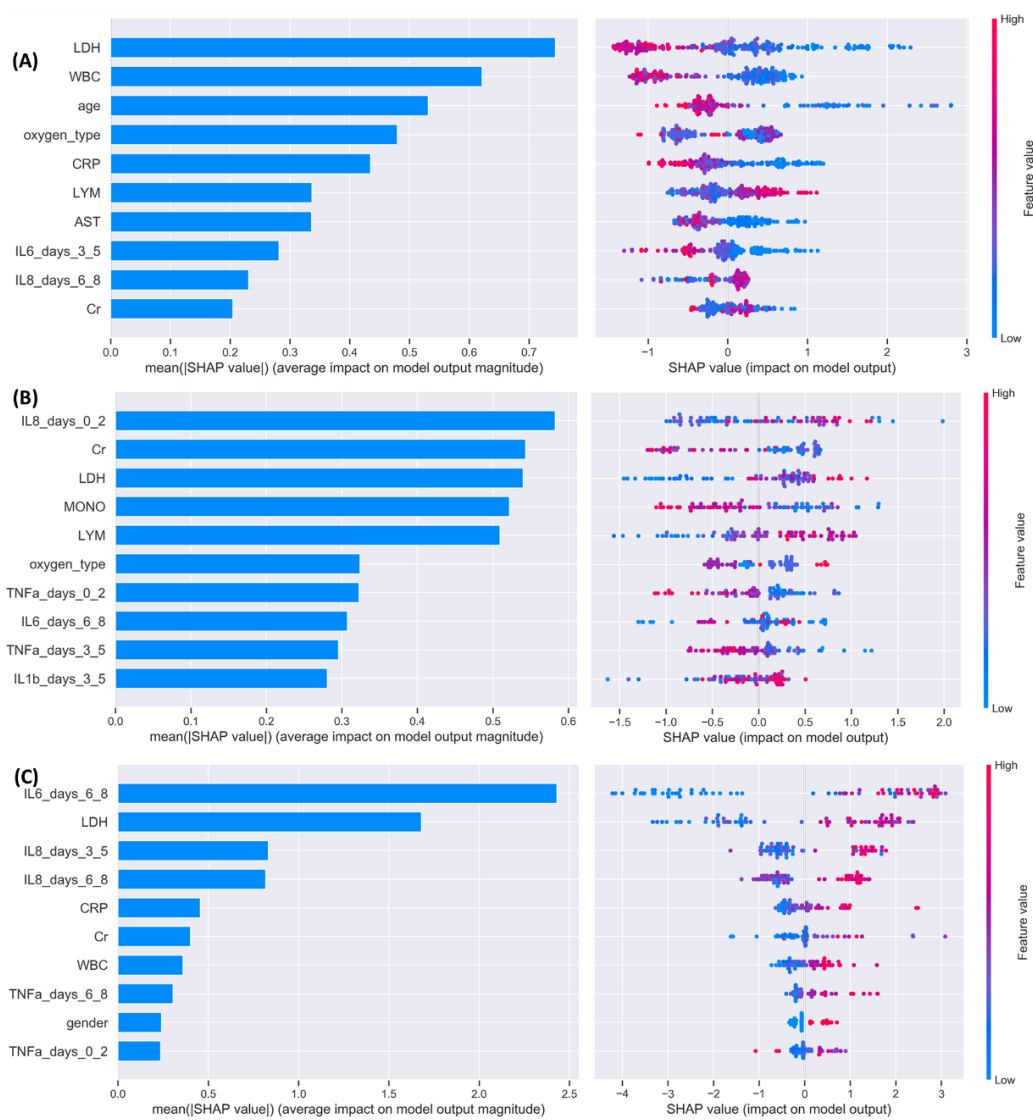 (A)
LDH
WBC
age
oxygen_type
CRP
LYM
AST
IL6_days_3_5
IL8_days_6_8
Cr
0.0 0.1 0.2 0.3 0.4 0.5 0.6 0.7
mean(|SHAP value|) (average impact on model output magnitude)
−1 0 1 2 3
SHAP value (impact on model output)
High
Feature value
Low
(B)
IL8_days_0_2
Cr
LDH
MONO
LYM
oxygen_type
TNFa_days_0_2
IL6_days_6_8
TNFa_days_3_5
IL1b_days_3_5
0.0 0.1 0.2 0.3 0.4 0.5 0.6
mean(|SHAP value|) (average impact on model output magnitude)
−1.5 −1.0 −0.5 0.0 0.5 1.0 1.5 2.0
SHAP value (impact on model output)
High
Feature value
Low
(C)
IL6_days_6_8
LDH
IL8_days_3_5
IL8_days_6_8
CRP
Cr
WBC
TNFa_days_6_8
gender
TNFa_days_0_2
0.0 0.5 1.0 1.5 2.0 2.5
mean(|SHAP value|) (average impact on model output magnitude)
−4 −3 −2 −1 0 1 2 3
SHAP value (impact on model output)
High
Feature value
Low